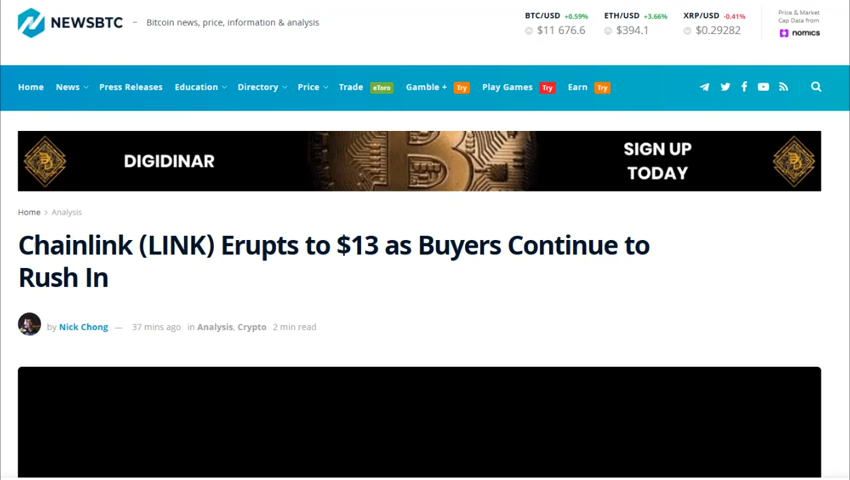 NEWSBTC – Bitcoin news, price, information & analysis
BTC/USD +0.59% ETH/USD +3.66% XRP/USD -0.41%
$11 676.6 $394.1 $0.29282
Price & Market
Cap Data from
nomics
Home News Press Releases Education Directory Price Trade eToro Gamble + Try Play Games Try Earn Try
DIGIDINAR
SIGN UP
TODAY
Home > Analysis
Chainlink (LINK) Erupts to $13 as Buyers Continue to
Rush In
by Nick Chong — 37 mins ago in Analysis, Crypto 2 min read